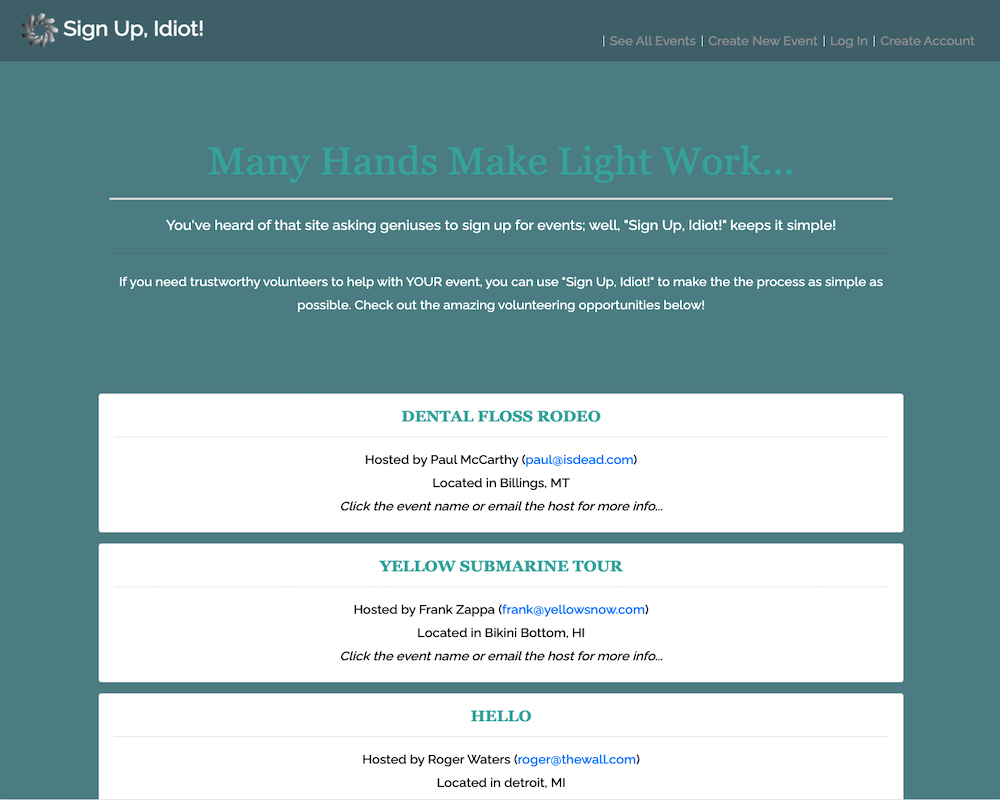 Sign Up, Idiot!
| See All Events | Create New Event | Log In | Create Account
Many Hands Make Light Work...
You've heard of that site asking geniuses to sign up for events; well, "Sign Up, Idiot!" keeps it simple!
If you need trustworthy volunteers to help with YOUR event, you can use "Sign Up, Idiot!" to make the the process as simple as
possible. Check out the amazing volunteering opportunities below!
DENTAL FLOSS RODEO
Hosted by Paul McCarthy (paul@isdead.com)
Located in Billings, MT
Click the event name or email the host for more info...
YELLOW SUBMARINE TOUR
Hosted by Frank Zappa (frank@yellowsnow.com)
Located in Bikini Bottom, HI
Click the event name or email the host for more info...
HELLO
Hosted by Roger Waters (roger@thewall.com)
Located in detroit, MI